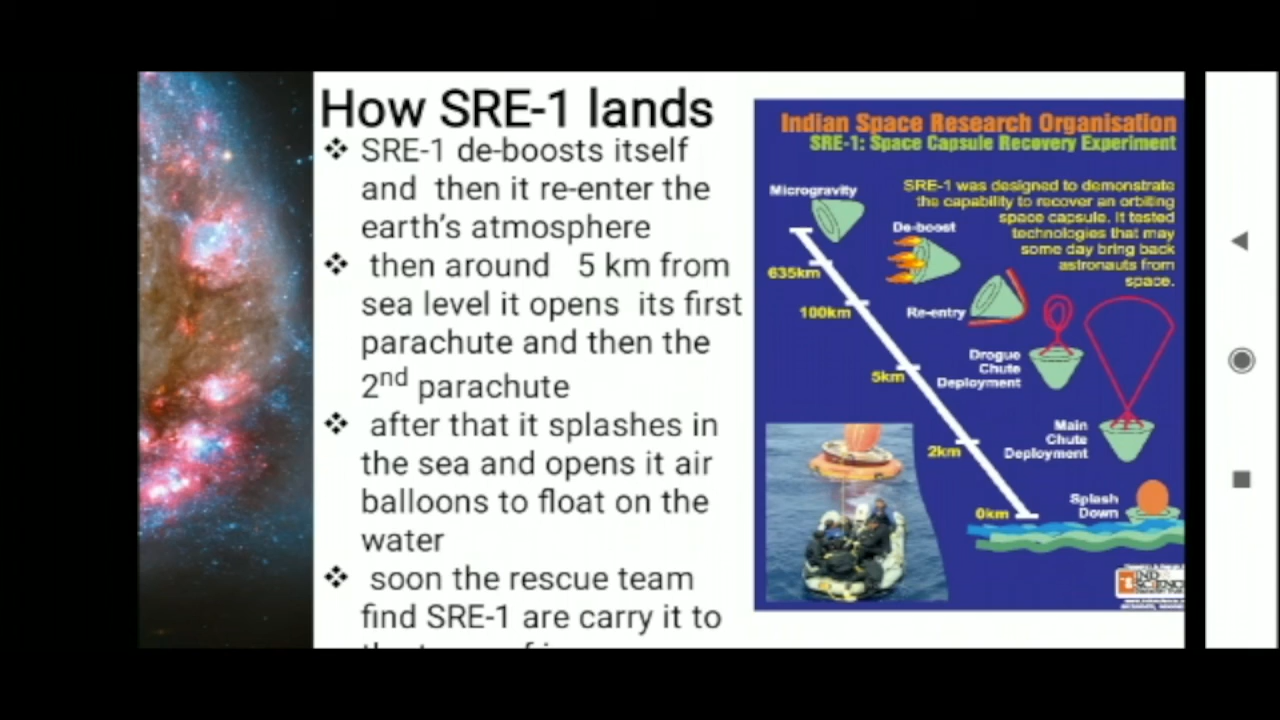 How SRE-1 lands
❖ SRE-1 de-boosts itself
and then it re-enter the
earth's atmosphere
❖ then around 5 km from
sea level it opens its first
parachute and then the
2nd parachute
❖ after that it splashes in
the sea and opens it air
balloons to float on the
water
❖ soon the rescue team
find SRE-1 are carry it to
Indian Space Research Organisation
SRE-1: Space Capsule Recovery Experiment
SRE-1 was designed to demonstrate
the capability to recover an orbiting
space capsule. It tested
technologies that may
some day bring back
astronauts from
space.
Microgravity
De-boost
635km
100km
Re-entry
Drogue
Chute
Deployment
5km
Main
Chute
Deployment
2km
Splash
Down
0km